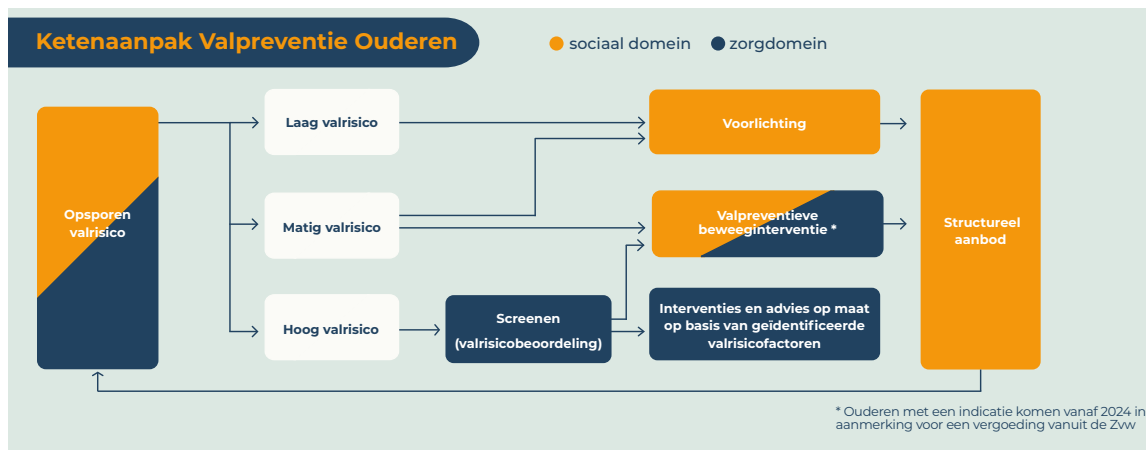 Ketenaanpak Valpreventie Ouderen
sociaal domein
zorgdomein
Opsporen
valrisico
Laag valrisico
Matig valrisico
Hoog valrisico
Screenen
(valrisicobeoordeling)
Voorlichting
Valpreventieve
beweeginterventie *
Interventies en advies op maat
op basis van geïdentificeerde
valrisicofactoren
Structureel
aanbod
* Ouderen met een indicatie komen vanaf 2024 in
aanmerking voor een vergoeding vanuit de Zvw